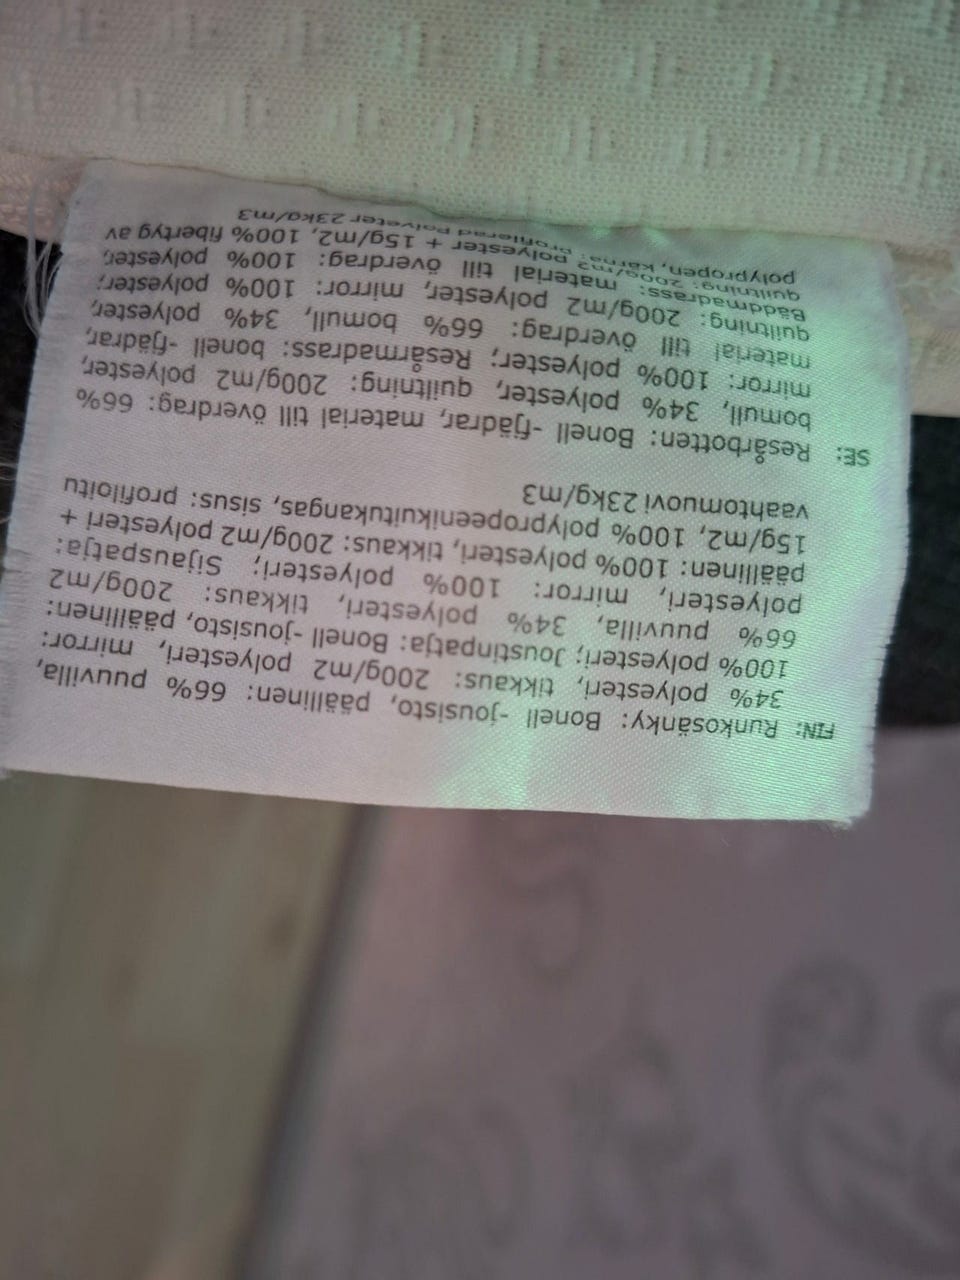 FIN: Runkosänky: Bonell -jousisto, päällinen: 66% puuvilla,
34% polyesteri, tikkaus: 200g/m2 polyesteri, mirror:
100% polyesteri; Joustinpatja: Bonell -jousisto, päällinen:
66% puuvilla, 34% polyesteri, tikkaus: 200g/m2
polyesteri, mirror: 100% polyesteri; Sijauspatja:
päällinen: 100% polyesteri, tikkaus: 200g/m2 polyesteri +
15g/m2, 100% polypropeenikuitukangas, sisus: profiloitu
vaahtomuovi 23kg/m3
SE: Resårbotten: Bonell -fjädrar, material till överdrag: 66%
bomull, 34% polyester, quiltning: 200g/m2 polyester,
mirror: 100% polyester; Resårmadrass: bonell -fjädrar,
material till överdrag: 66% bomull, 34% polyester,
quiltning: 200g/m2 polyester, mirror: 100% polyester;
Bäddmadrass: material till överdrag: 100% polyester,
quiltning: 200g/m2 polyester + 15g/m2, 100% fibertyg av
polypropen, kärna: profilerad Polyeter 23kg/m3